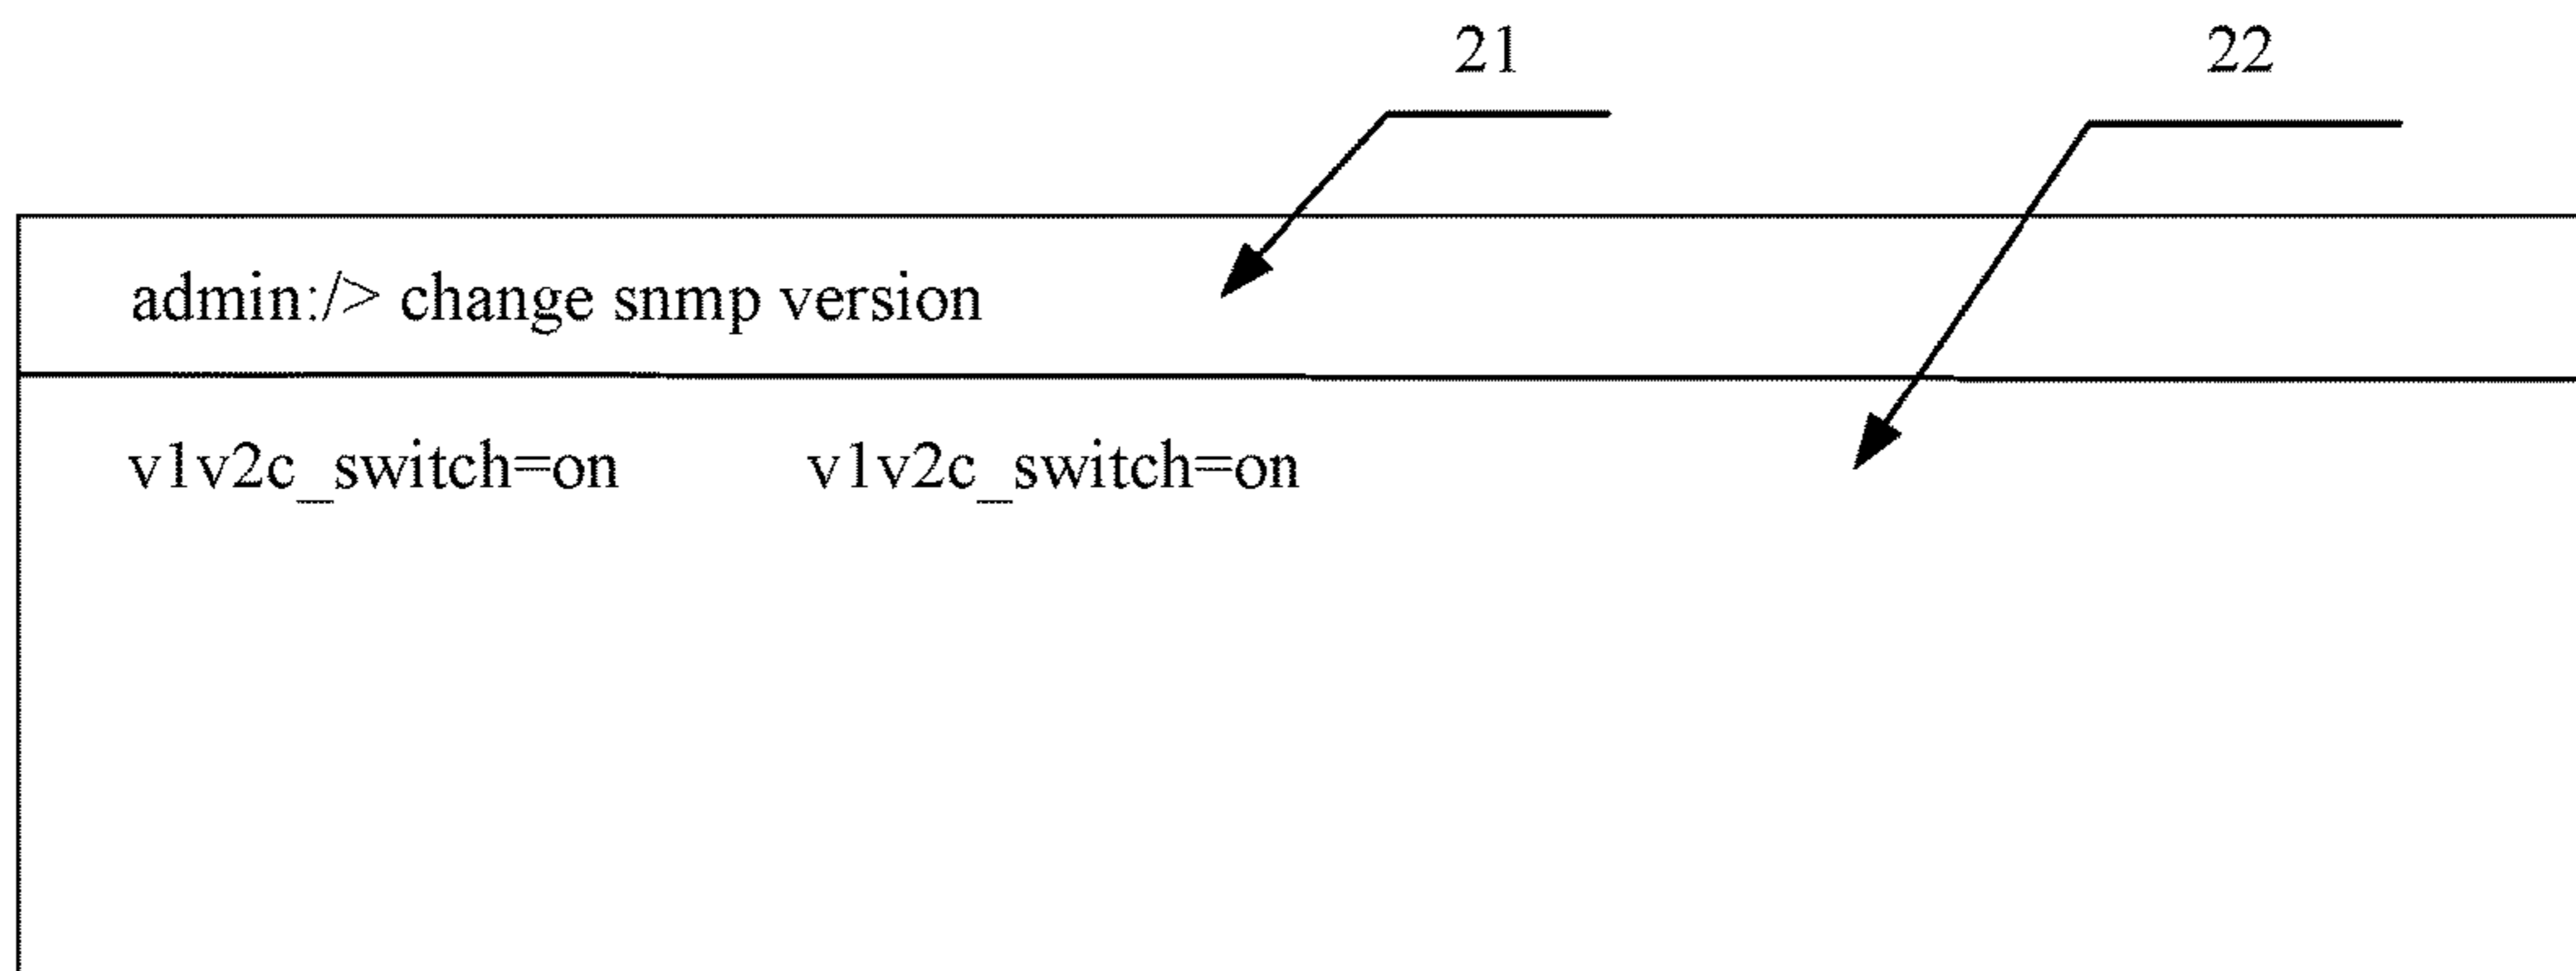 21 22
admin:/> change snmp version
v1v2c_switch=on v1v2c_switch=on